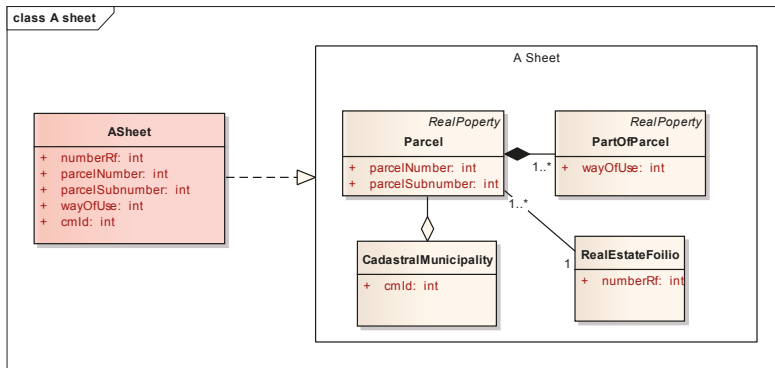 class A sheet
A Sheet
ASheet
+ numberRf: int
+ parcelNumber: int
+ parcelSubnumber: int
+ wayOfUse: int
+ cmId: int
RealPoperty
Parcel
+ parcelNumber: int
+ parcelSubnumber: int
RealPoperty
PartOfParcel
+ wayOfUse: int
1..*
1..*
CadastralMunicipality
+ cmId: int
1
RealEstateFoilio
+ numberRf: int